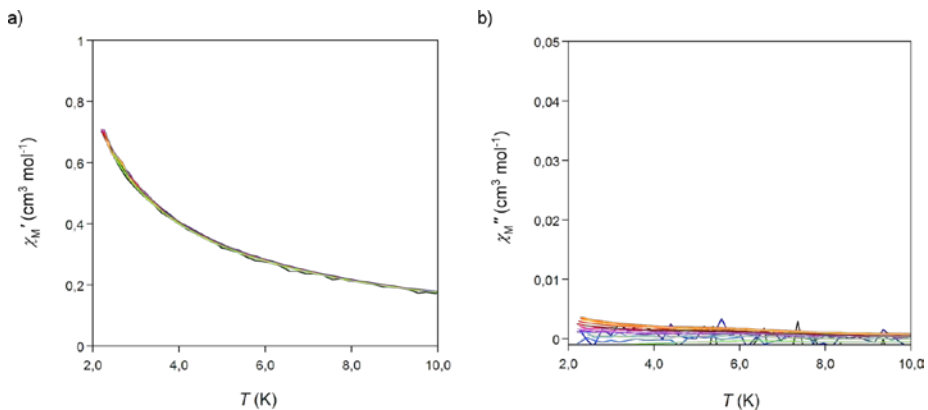 a)
1
0,8
0,6
0,4
0,2
0
2,0 4,0 6,0 8,0 10,0
χM′ (cm³ mol⁻¹)
T (K)
b)
0,05
0,04
0,03
0,02
0,01
0
2,0 4,0 6,0 8,0 10,0
χM″ (cm³ mol⁻¹)
T (K)